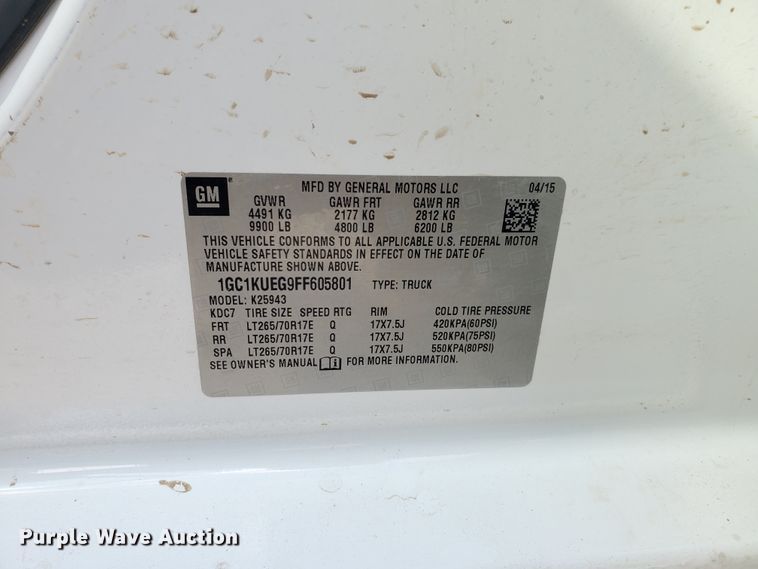 GM
MFD BY GENERAL MOTORS LLC 04/15
GVWR GAWR FRT GAWR RR
4491 KG 2177 KG 2812 KG
9900 LB 4800 LB 6200 LB
THIS VEHICLE CONFORMS TO ALL APPLICABLE U.S. FEDERAL MOTOR
VEHICLE SAFETY STANDARDS IN EFFECT ON THE DATE OF
MANUFACTURE SHOWN ABOVE.
1GC1KUEG9FF605801 TYPE: TRUCK
MODEL: K25943
KDC7 TIRE SIZE SPEED RTG RIM COLD TIRE PRESSURE
FRT LT265/70R17E Q 17X7.5J 420KPA(60PSI)
RR LT265/70R17E Q 17X7.5J 520KPA(75PSI)
SPA LT265/70R17E Q 17X7.5J 550KPA(80PSI)
SEE OWNER'S MANUAL FOR MORE INFORMATION.
Purple Wave Auction